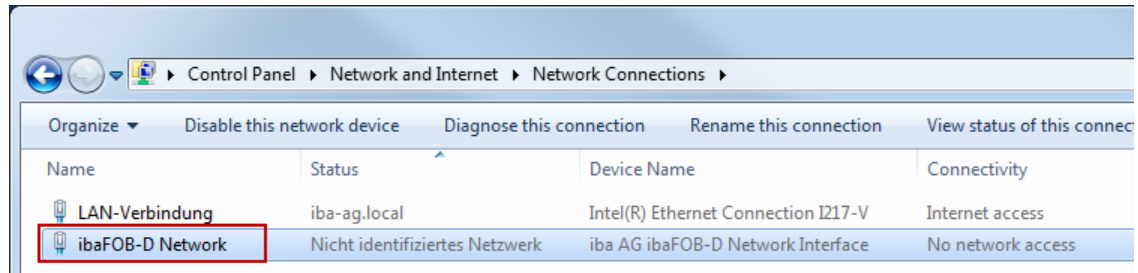 Control Panel ▸ Network and Internet ▸ Network Connections ▸
Organize Disable this network device Diagnose this connection Rename this connection View status of this connec
Name Status Device Name Connectivity
LAN-Verbindung iba-ag.local Intel(R) Ethernet Connection I217-V Internet access
ibaFOB-D Network Nicht identifiziertes Netzwerk iba AG ibaFOB-D Network Interface No network access